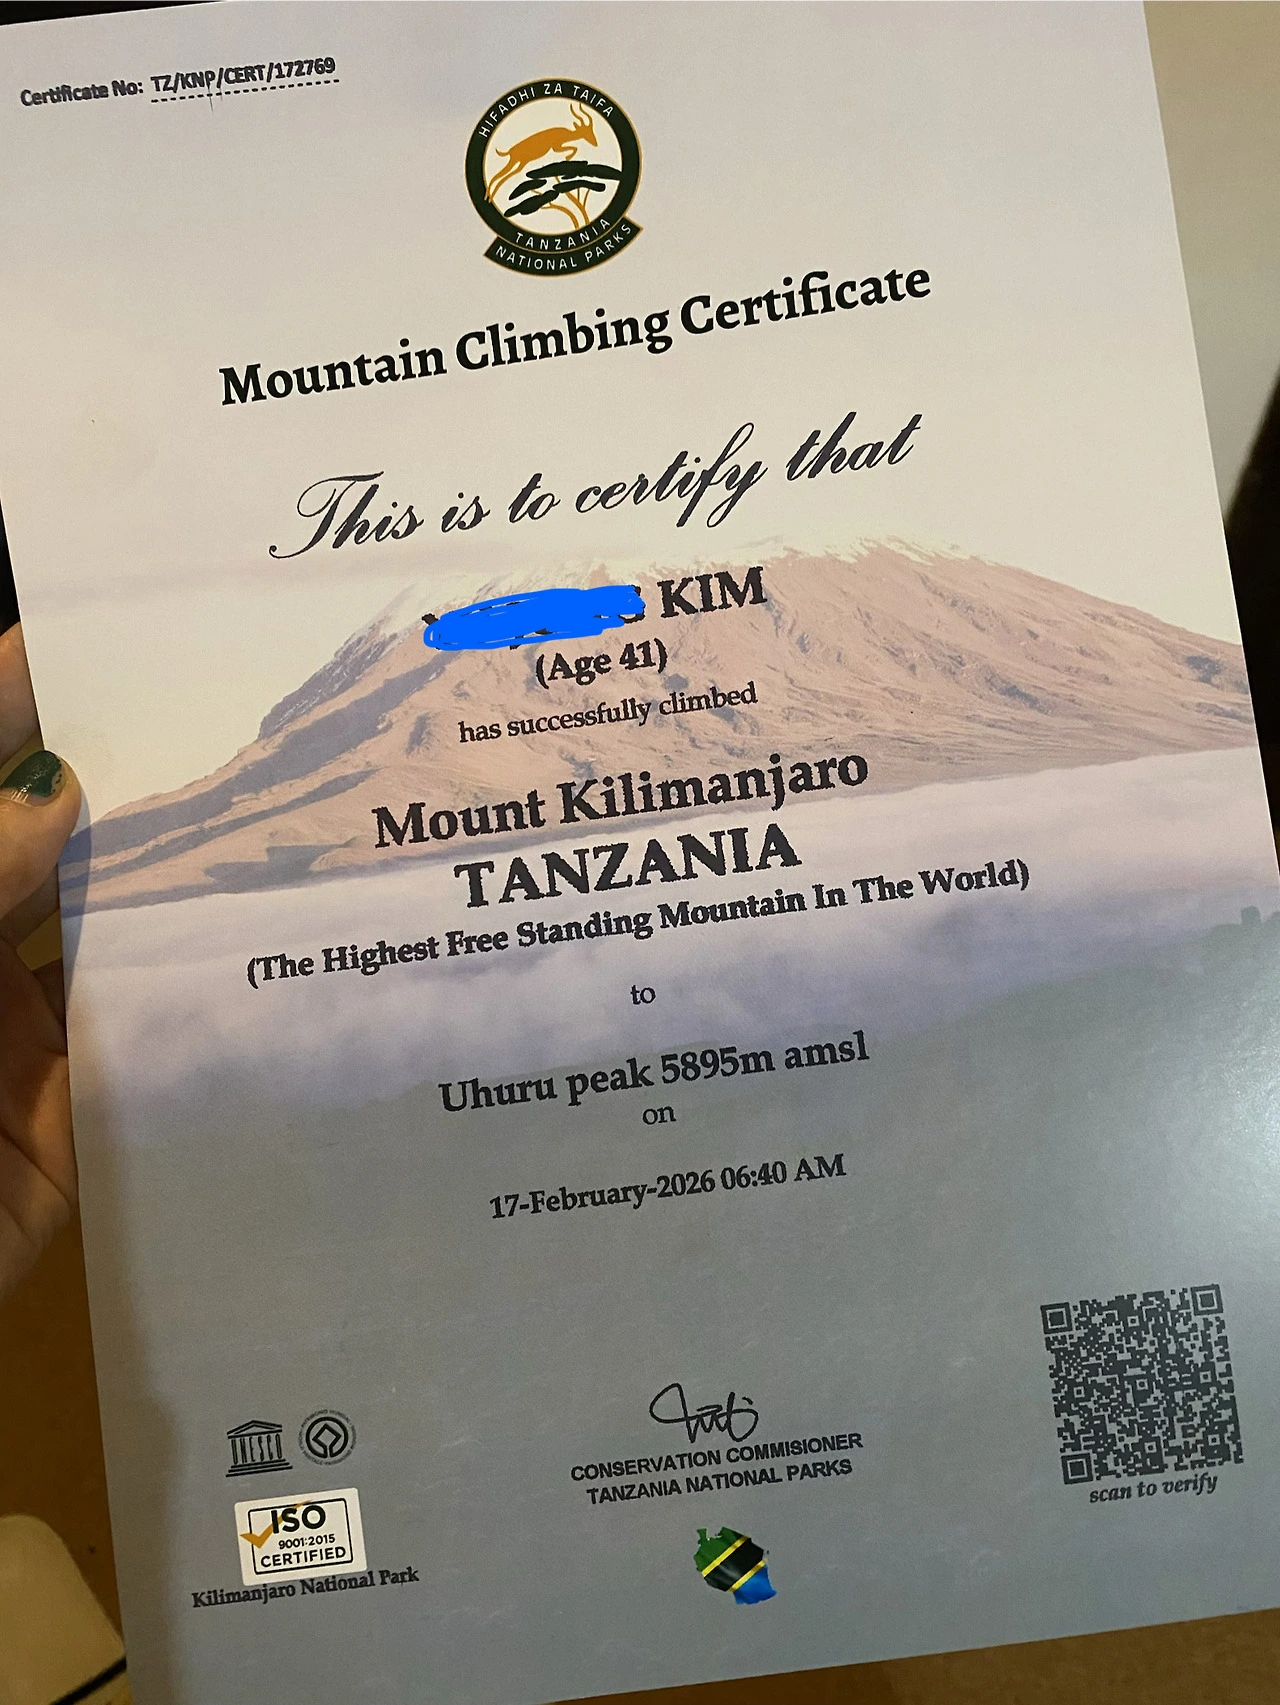 Certificate No: TZ/KNP/CERT/172769
HIFADHI ZA TAIFA
TANZANIA
NATIONAL PARKS
Mountain Climbing Certificate
This is to certify that
KIM
(Age 41)
has successfully climbed
Mount Kilimanjaro
TANZANIA
(The Highest Free Standing Mountain In The World)
to
Uhuru peak 5895m amsl
on
17-February-2026 06:40 AM
UNESCO
CONSERVATION COMMISIONER
TANZANIA NATIONAL PARKS
scan to verify
ISO
9001:2015
CERTIFIED
Kilimanjaro National Park